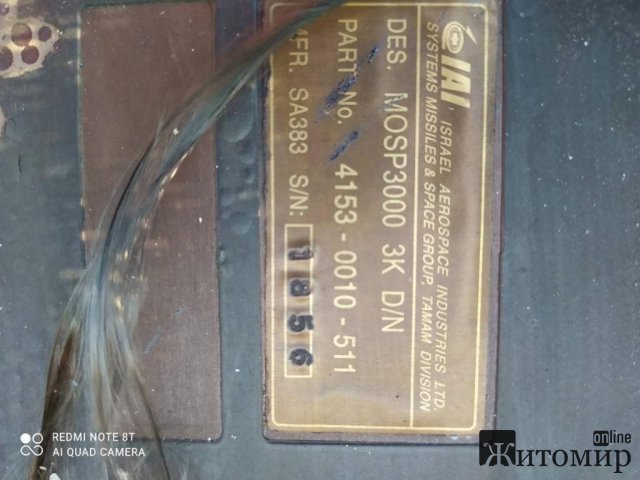 IAI ISRAEL AEROSPACE INDUSTRIES LTD.
SYSTEMS MISSILES & SPACE GROUP, TAMAM DIVISION
DES. MOSP3000 3K D/N
PART No. 4153-0010-511
MFR. SA383 S/N: 1856
REDMI NOTE 8T
AI QUAD CAMERA
online
Житомир